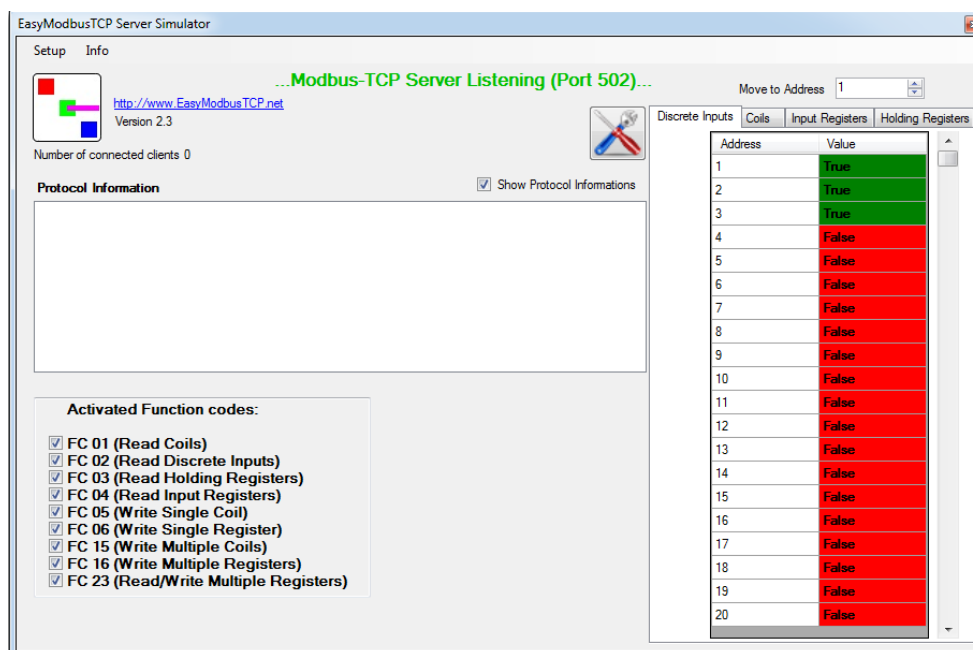 EasyModbusTCP Server Simulator
Setup Info
...Modbus-TCP Server Listening (Port 502)...
http://www.EasyModbusTCP.net
Version 2.3
Number of connected clients 0
Protocol Information
Show Protocol Informations
Activated Function codes:
FC 01 (Read Coils)
FC 02 (Read Discrete Inputs)
FC 03 (Read Holding Registers)
FC 04 (Read Input Registers)
FC 05 (Write Single Coil)
FC 06 (Write Single Register)
FC 15 (Write Multiple Coils)
FC 16 (Write Multiple Registers)
FC 23 (Read/Write Multiple Registers)
Move to Address 1
Discrete Inputs Coils Input Registers Holding Registers
Address Value
1 True
2 True
3 True
4 False
5 False
6 False
7 False
8 False
9 False
10 False
11 False
12 False
13 False
14 False
15 False
16 False
17 False
18 False
19 False
20 False